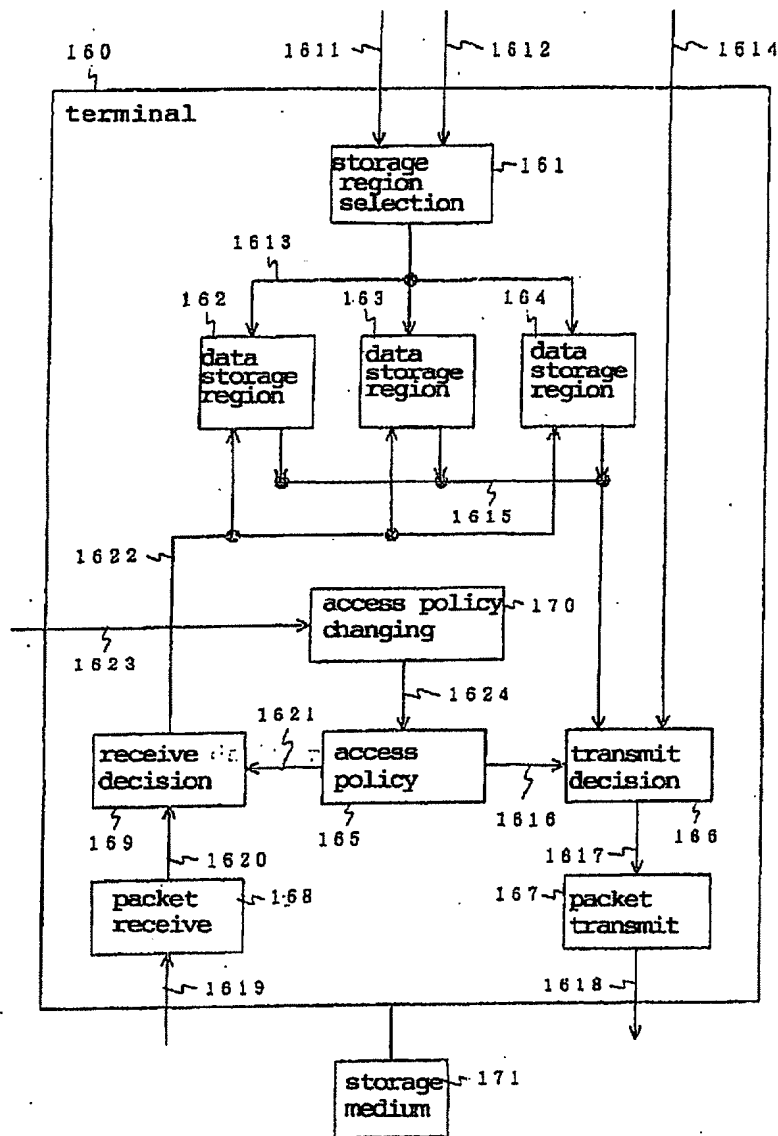 160
1611
1612
1614
terminal
storage
region
selection
161
1613
162
163
164
data
storage
region
data
storage
region
data
storage
region
1615
1622
access policy
changing
170
1623
1624
1621
receive
decision
access
policy
transmit
decision
169
165
1616
166
1620
1617
packet
receive
168
167
packet
transmit
1619
1618
storage
medium
171